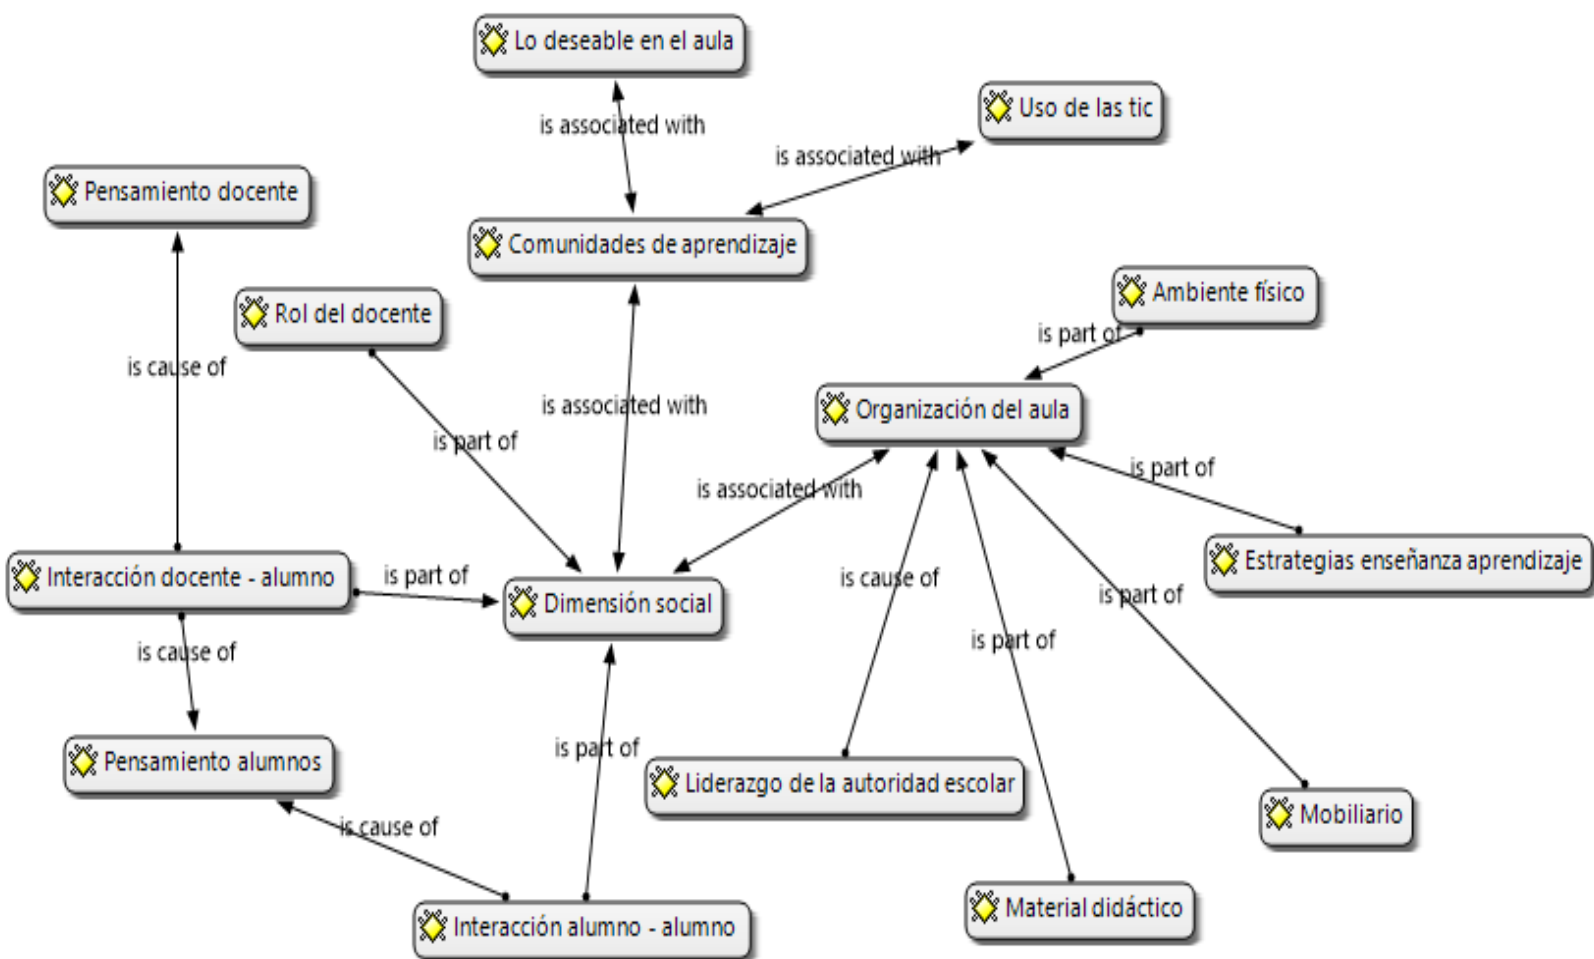 Lo deseable en el aula
Uso de las tic
is associated with
is associated with
Pensamiento docente
Comunidades de aprendizaje
Ambiente físico
Rol del docente
is part of
is cause of
is associated with
Organización del aula
is part of
is part of
is associated with
Estrategias enseñanza aprendizaje
Interacción docente - alumno
is part of
is cause of
is part of
Dimensión social
is part of
is cause of
Pensamiento alumnos
is part of
Liderazgo de la autoridad escolar
Mobiliario
is cause of
Material didáctico
Interacción alumno - alumno